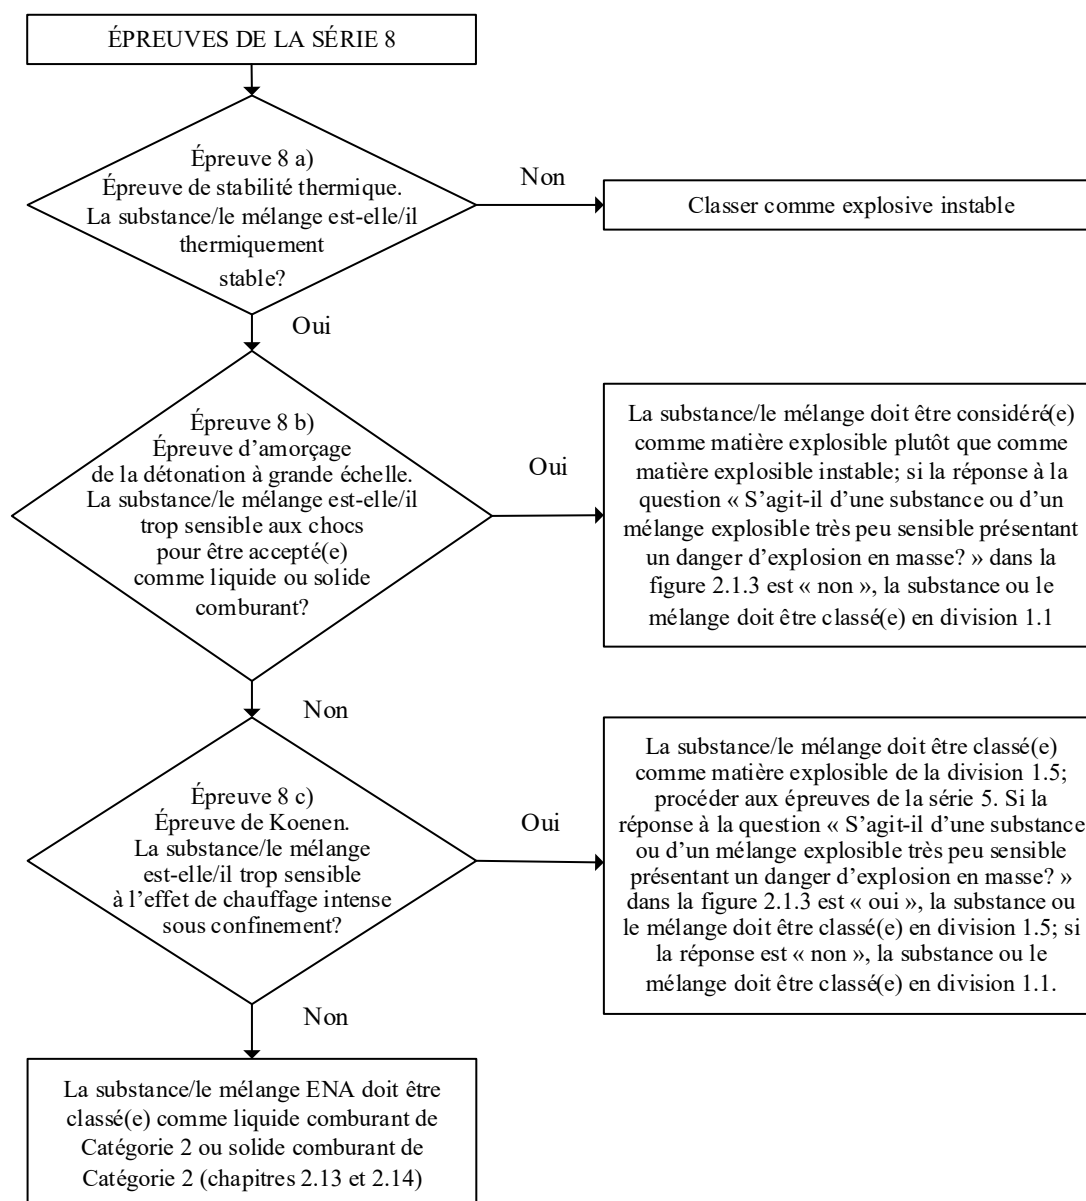 ÉPREUVES DE LA SÉRIE 8
Épreuve 8 a)
Épreuve de stabilité thermique.
La substance/le mélange est-elle/il
thermiquement
stable?
Non
Classer comme explosive instable
Oui
Épreuve 8 b)
Épreuve d’amorçage
de la détonation à grande échelle.
La substance/le mélange est-elle/il
trop sensible aux chocs
pour être accepté(e)
comme liquide ou solide
comburant?
Oui
La substance/le mélange doit être considéré(e)
comme matière explosible plutôt que comme
matière explosible instable; si la réponse à la
question « S’agit-il d’une substance ou d’un
mélange explosible très peu sensible présentant
un danger d’explosion en masse? » dans la
figure 2.1.3 est « non », la substance ou le
mélange doit être classé(e) en division 1.1
Non
Épreuve 8 c)
Épreuve de Koenen.
La substance/le mélange
est-elle/il trop sensible
à l’effet de chauffage intense
sous confinement?
Oui
La substance/le mélange doit être classé(e)
comme matière explosible de la division 1.5;
procéder aux épreuves de la série 5. Si la
réponse à la question « S’agit-il d’une substance
ou d’un mélange explosible très peu sensible
présentant un danger d’explosion en masse? »
dans la figure 2.1.3 est « oui », la substance ou
le mélange doit être classé(e) en division 1.5; si
la réponse est « non », la substance ou le
mélange doit être classé(e) en division 1.1.
Non
La substance/le mélange ENA doit être
classé(e) comme liquide comburant de
Catégorie 2 ou solide comburant de
Catégorie 2 (chapitres 2.13 et 2.14)